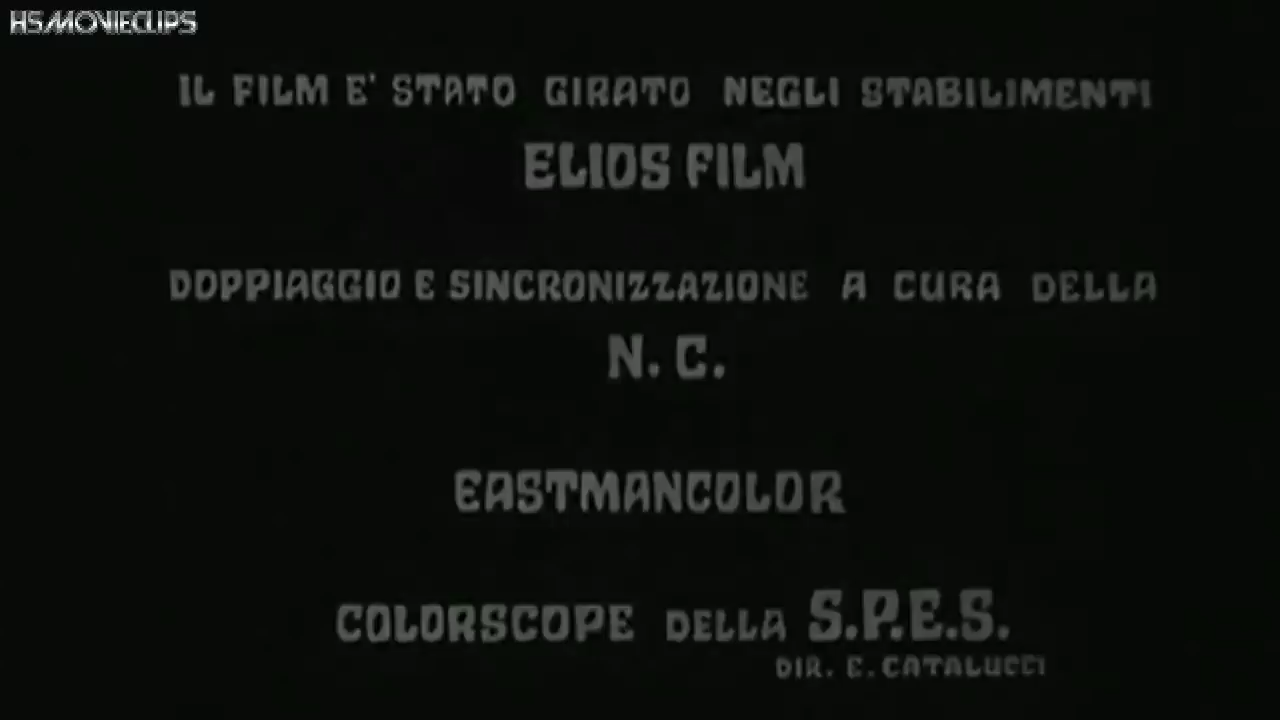 HSMOVIECLIPS
IL FILM E' STATO GIRATO NEGLI STABILIMENTI
ELIOS FILM
DOPPIAGGIO E SINCRONIZZAZIONE A CURA DELLA
N. C.
EASTMANCOLOR
COLORSCOPE DELLA S.P.E.S.
DIR. E. CATALUCCI